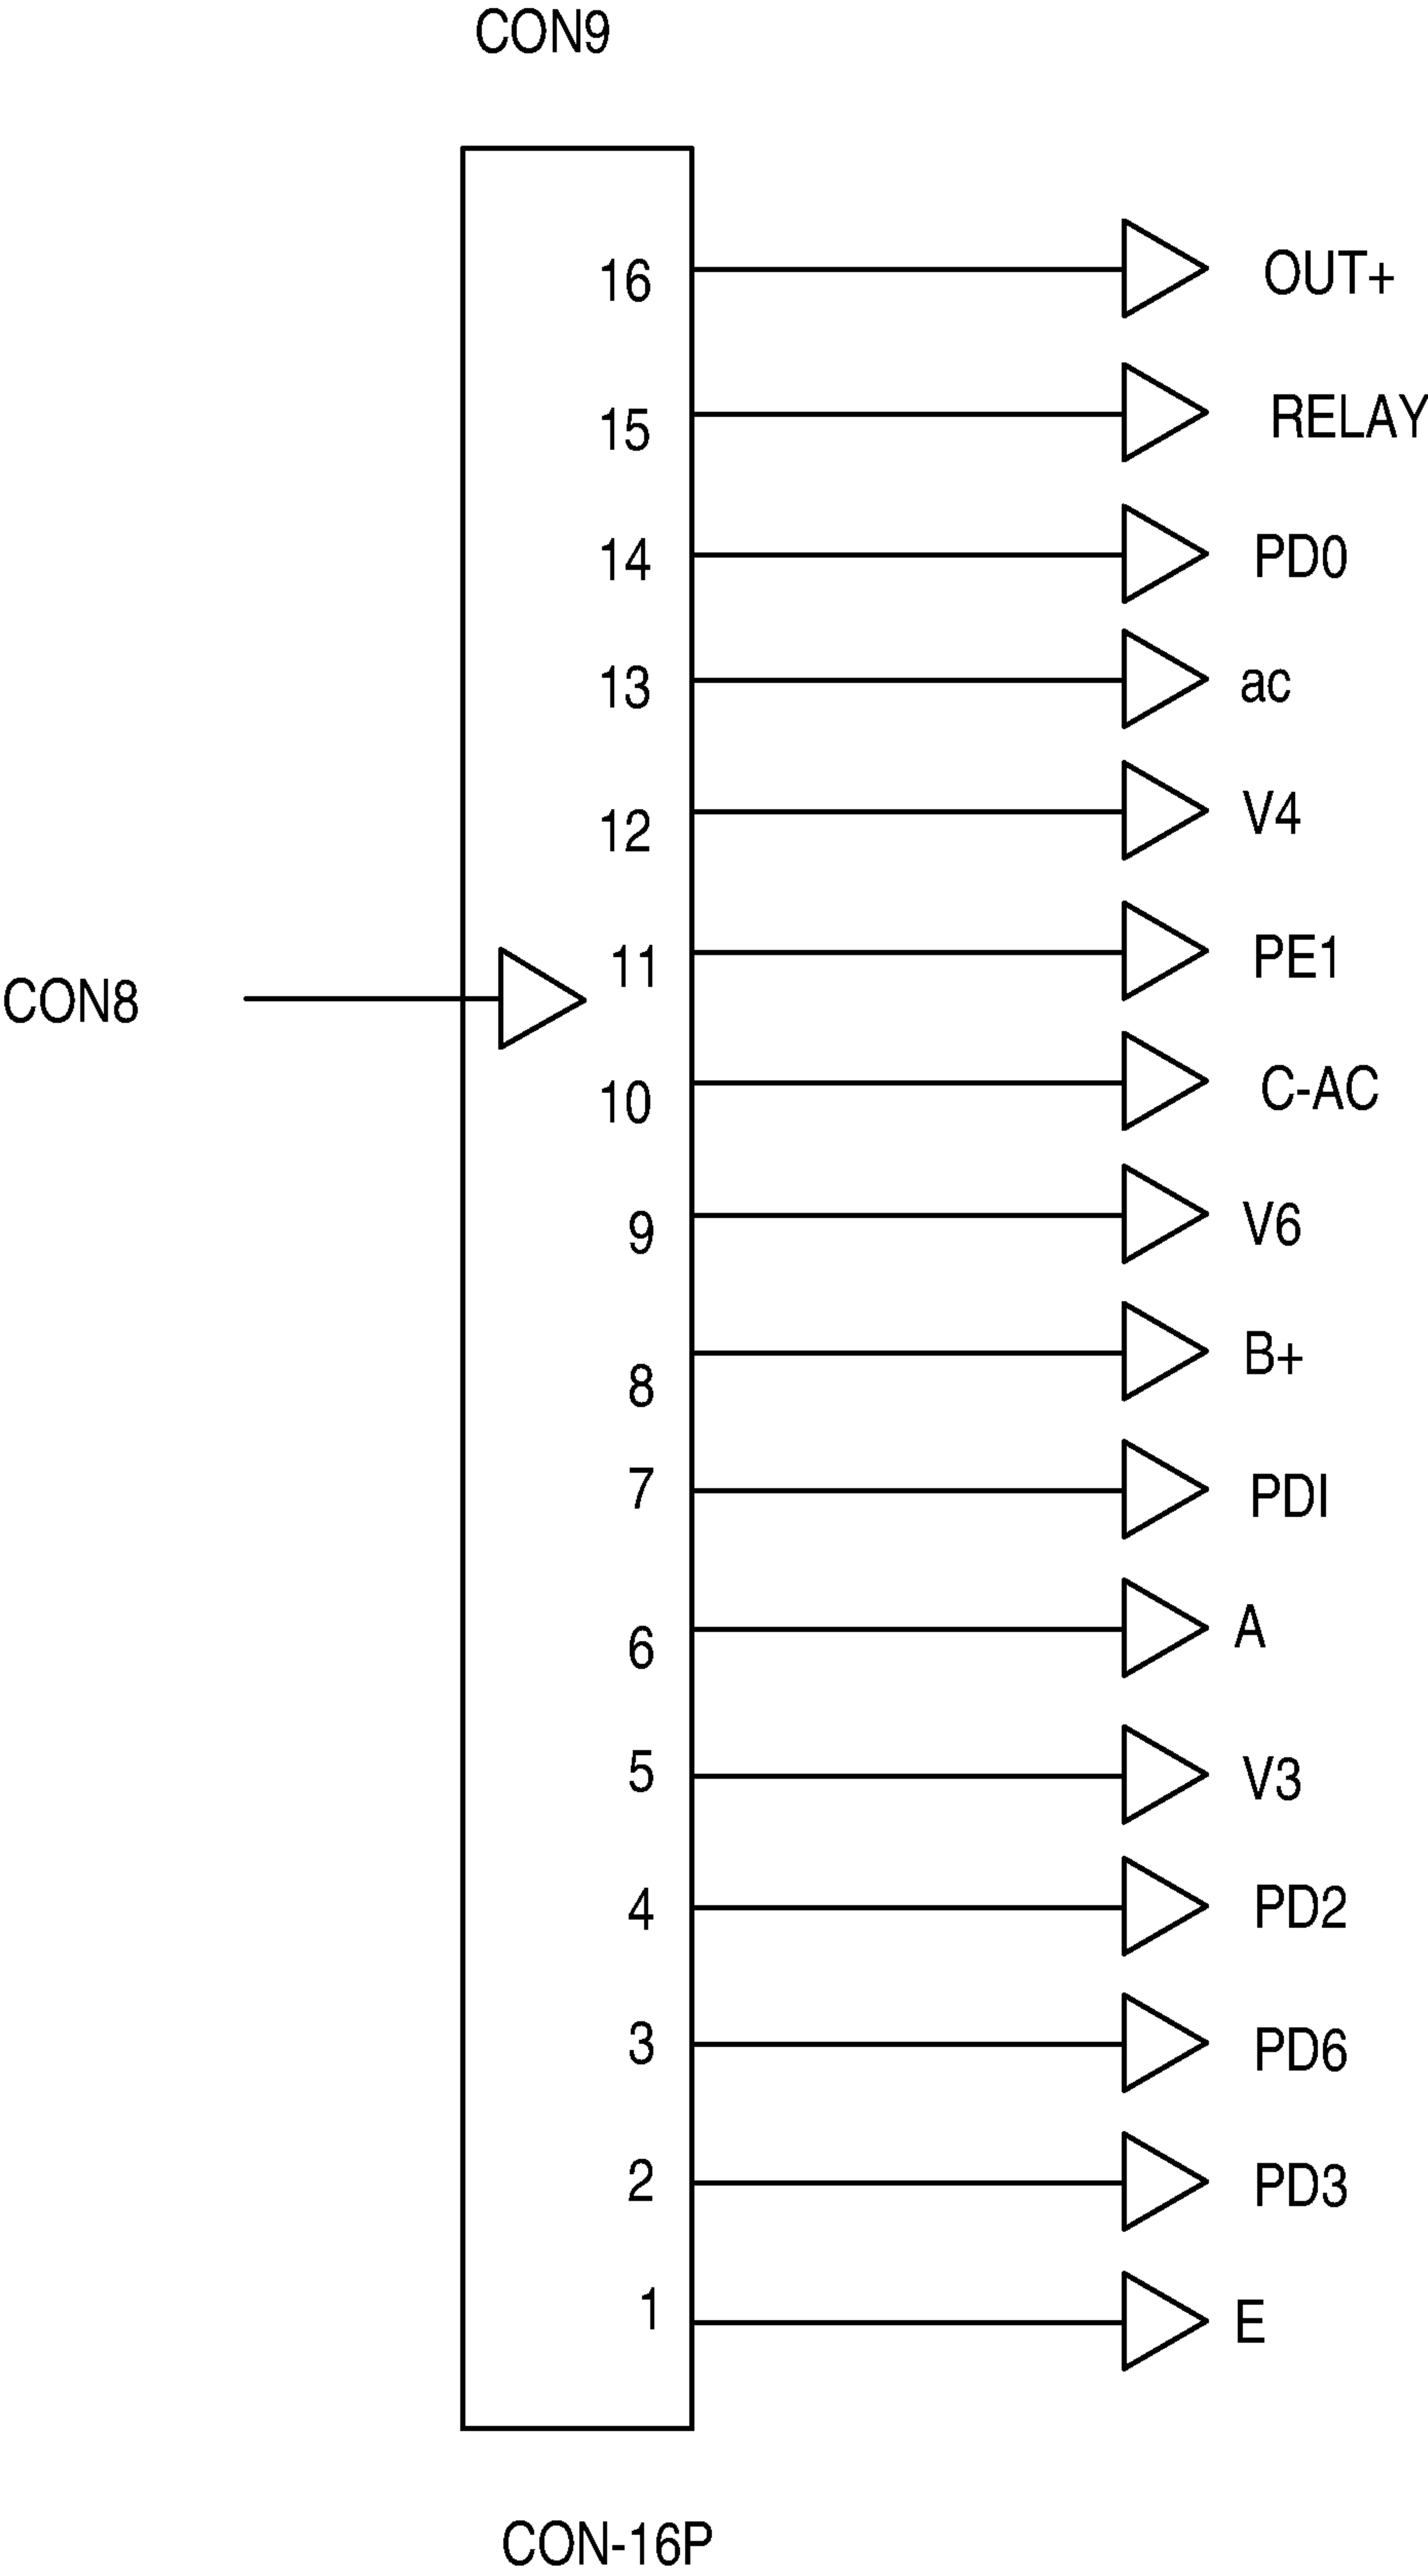 CON9
16 OUT+
15 RELAY
14 PD0
13 ac
12 V4
11 PE1
CON8
10 C-AC
9 V6
8 B+
7 PDI
6 A
5 V3
4 PD2
3 PD6
2 PD3
1 E
CON-16P